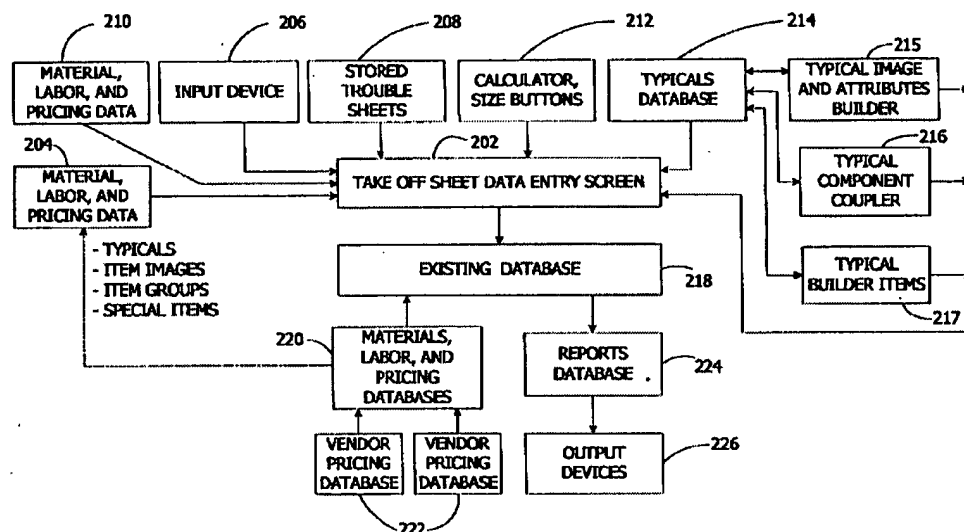 210
206
208
212
214
215
MATERIAL,
LABOR, AND
PRICING DATA
INPUT DEVICE
STORED
TROUBLE
SHEETS
CALCULATOR,
SIZE BUTTONS
TYPICALS
DATABASE
TYPICAL IMAGE
AND ATTRIBUTES
BUILDER
204
202
216
MATERIAL,
LABOR, AND
PRICING DATA
TAKE OFF SHEET DATA ENTRY SCREEN
TYPICAL
COMPONENT
COUPLER
- TYPICALS
- ITEM IMAGES
- ITEM GROUPS
- SPECIAL ITEMS
EXISTING DATABASE
218
TYPICAL
BUILDER ITEMS
217
220
MATERIALS,
LABOR, AND
PRICING
DATABASES
REPORTS
DATABASE
224
VENDOR
PRICING
DATABASE
VENDOR
PRICING
DATABASE
OUTPUT
DEVICES
226
222